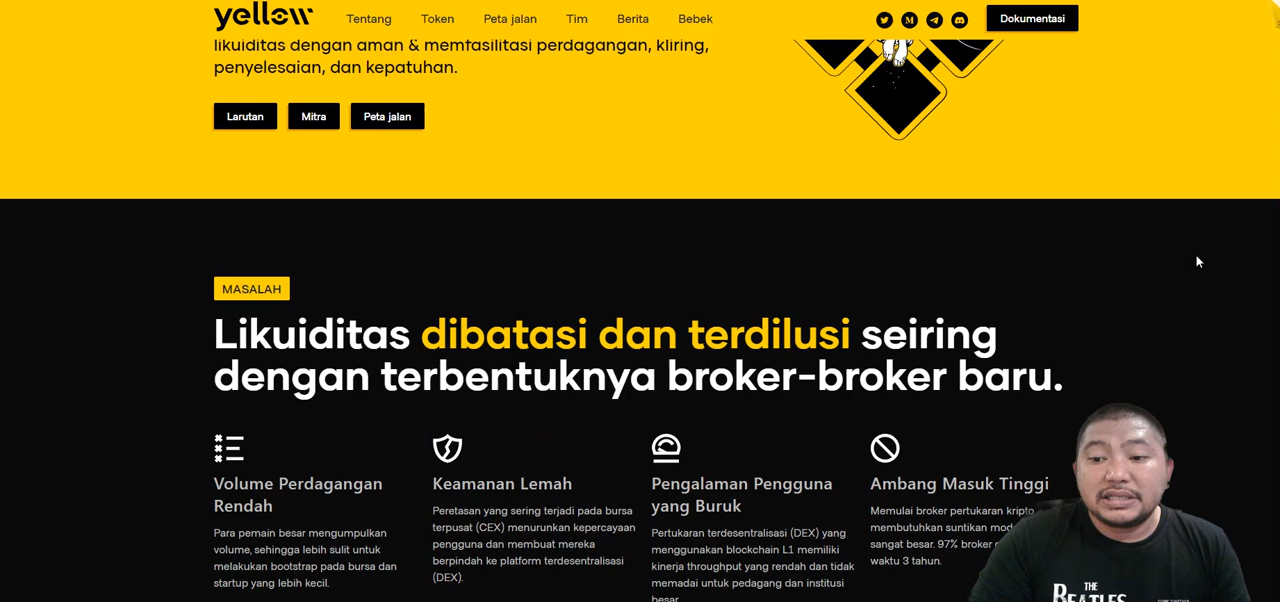 yellow
Tentang Token Peta jalan Tim Berita Bebek Dokumentasi
likuiditas dengan aman & memfasilitasi perdagangan, kliring,
penyelesaian, dan kepatuhan.
Larutan Mitra Peta jalan
MASALAH
Likuiditas dibatasi dan terdilusi seiring
dengan terbentuknya broker-broker baru.
Volume Perdagangan
Rendah
Para pemain besar mengumpulkan
volume, sehingga lebih sulit untuk
melakukan bootstrap pada bursa dan
startup yang lebih kecil.
Keamanan Lemah
Peretasan yang sering terjadi pada bursa
terpusat (CEX) menurunkan kepercayaan
pengguna dan membuat mereka
berpindah ke platform terdesentralisasi
(DEX).
Pengalaman Pengguna
yang Buruk
Pertukaran terdesentralisasi (DEX) yang
menggunakan blockchain L1 memiliki
kinerja throughput yang rendah dan tidak
memadai untuk pedagang dan institusi
besar.
Ambang Masuk Tinggi
Memulai broker pertukaran kripto
membutuhkan suntikan
sangat besar. 97% broker
waktu 3 tahun.
THE
BEATLES